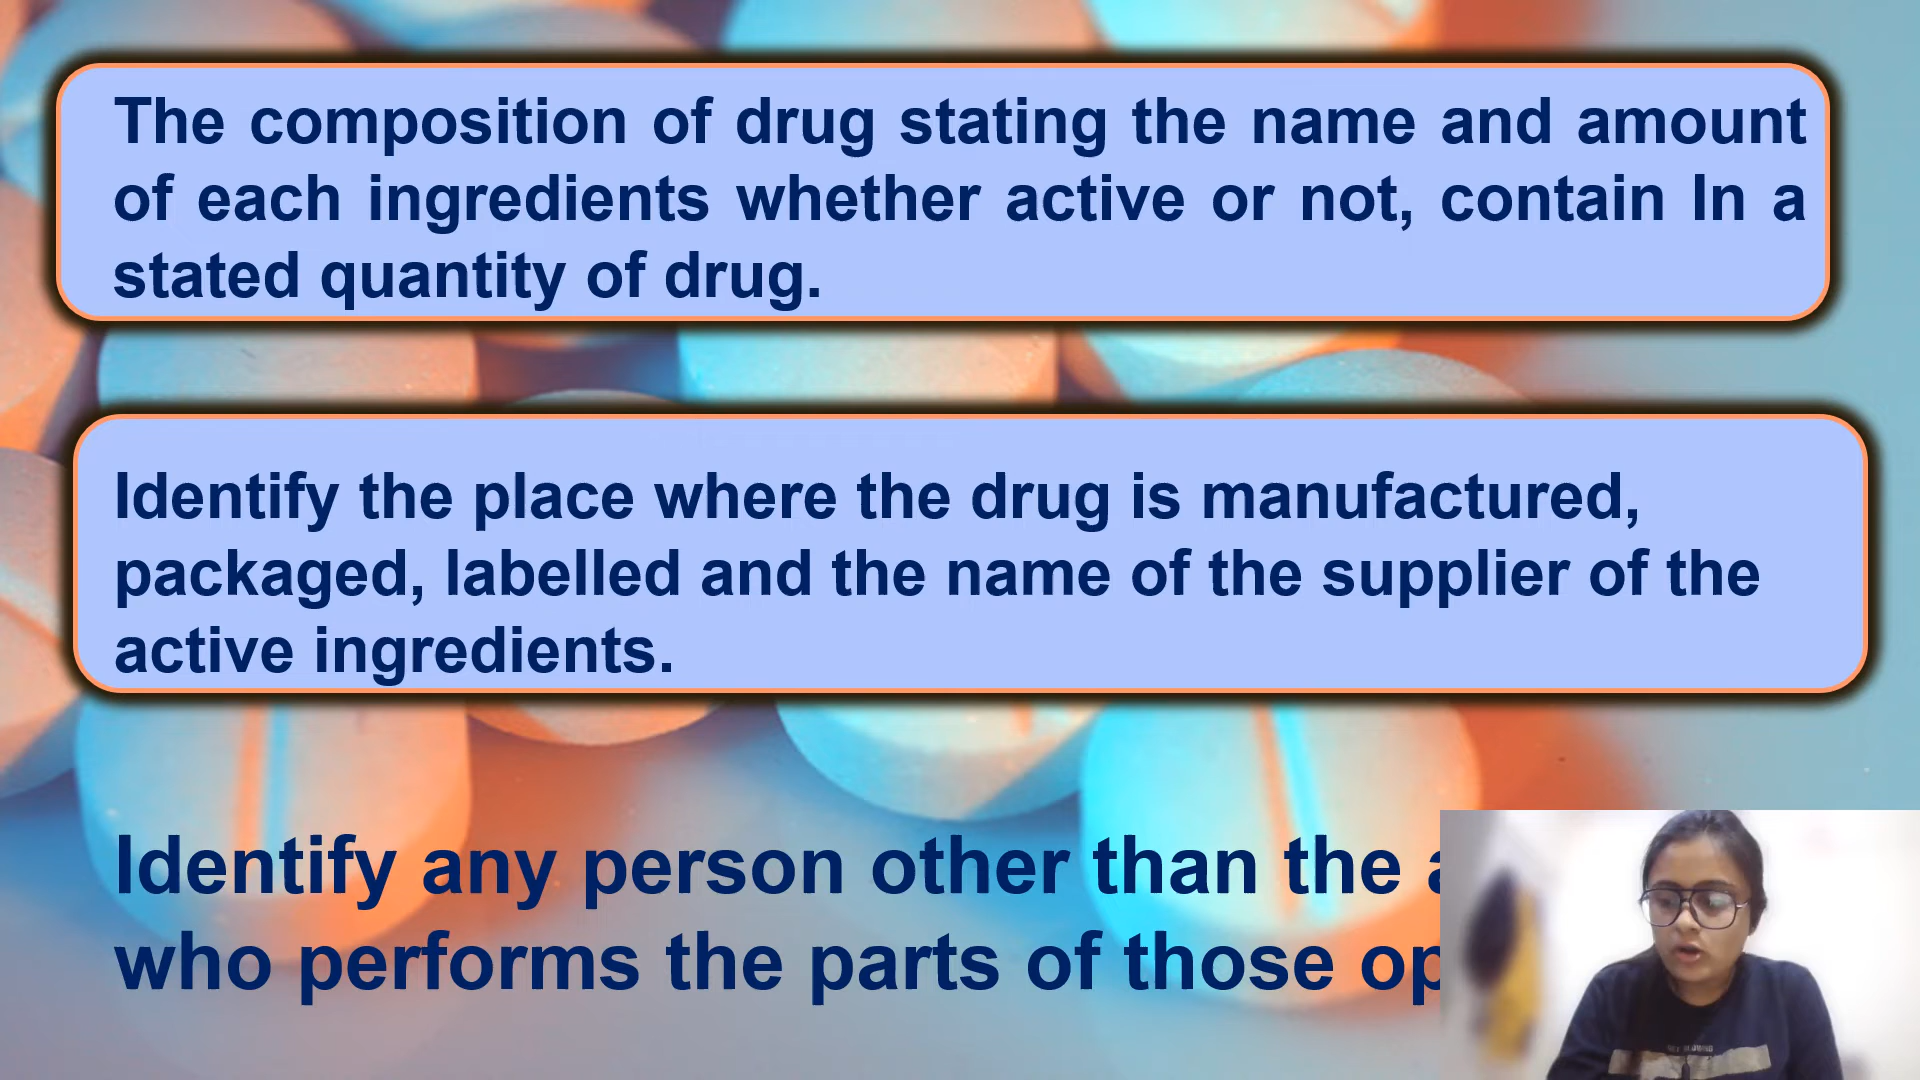 The composition of drug stating the name and amount
of each ingredients whether active or not, contain In a
stated quantity of drug.
Identify the place where the drug is manufactured,
packaged, labelled and the name of the supplier of the
active ingredients.
Identify any person other than the
who performs the parts of those